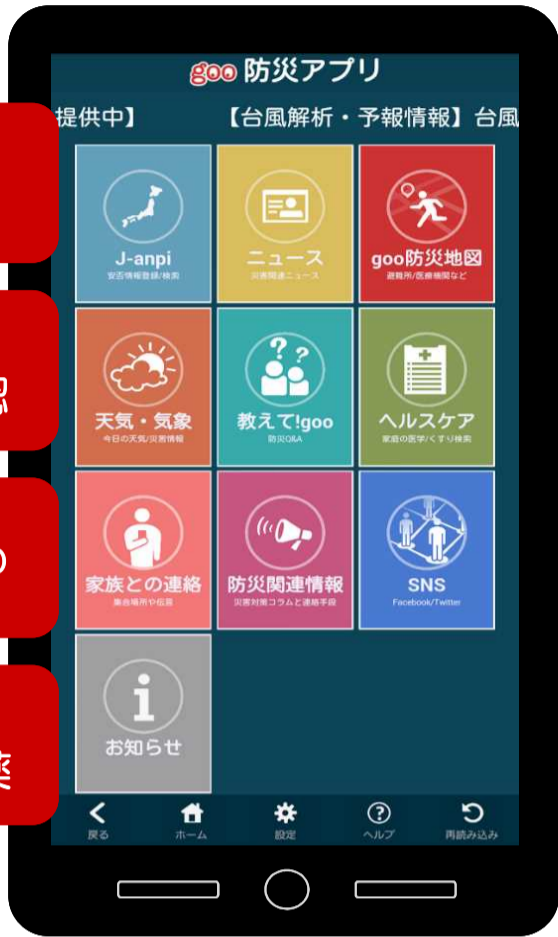 goo 防災アプリ
提供中】 【台風解析・予報情報】台風
J-anpi
安否情報登録/検索
ニュース
災害関連ニュース
goo防災地図
避難所/医療機関など
天気・気象
今日の天気/災害情報
教えて!goo
防災Q&A
ヘルスケア
家庭の医学/くすり検索
家族との連絡
集合場所や伝言
防災関連情報
災害対策コラムと連絡手段
SNS
Facebook/Twitter
お知らせ
戻る
ホーム
設定
ヘルプ
再読み込み
の